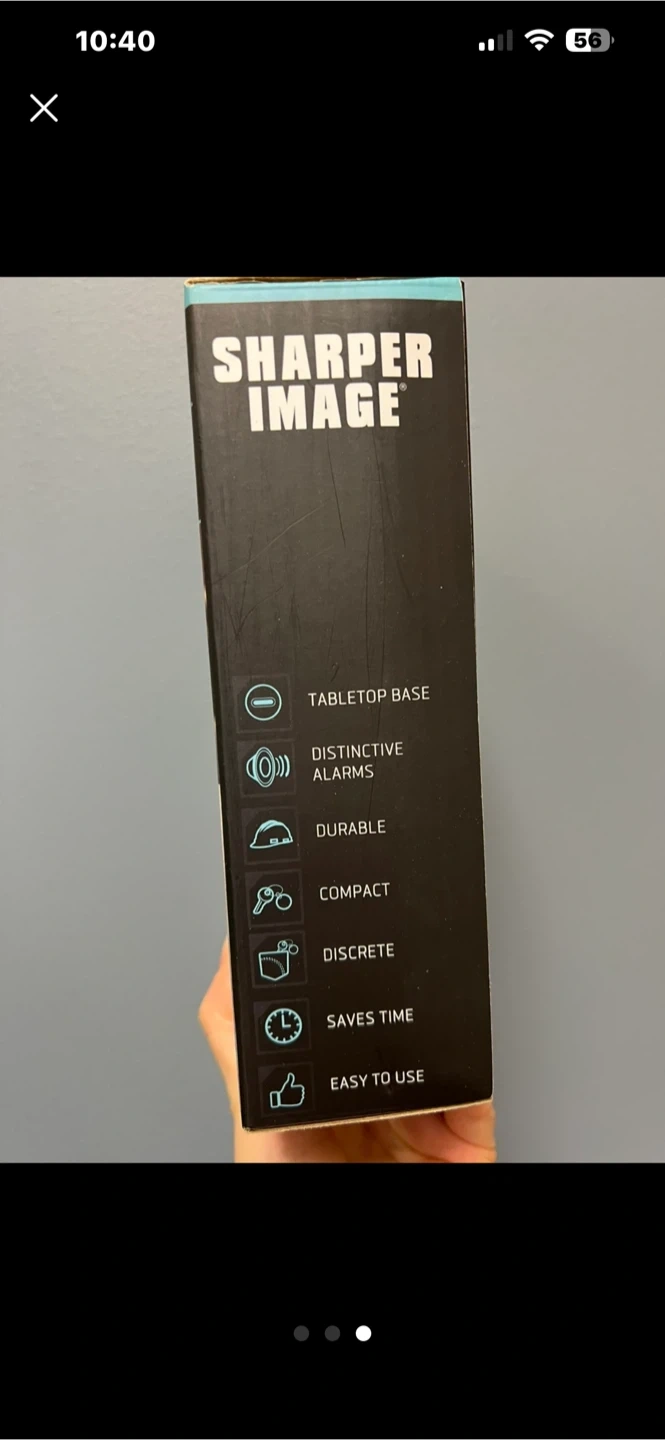 10:40
56
SHARPER
IMAGE®
TABLETOP BASE
DISTINCTIVE
ALARMS
DURABLE
COMPACT
DISCRETE
SAVES TIME
EASY TO USE